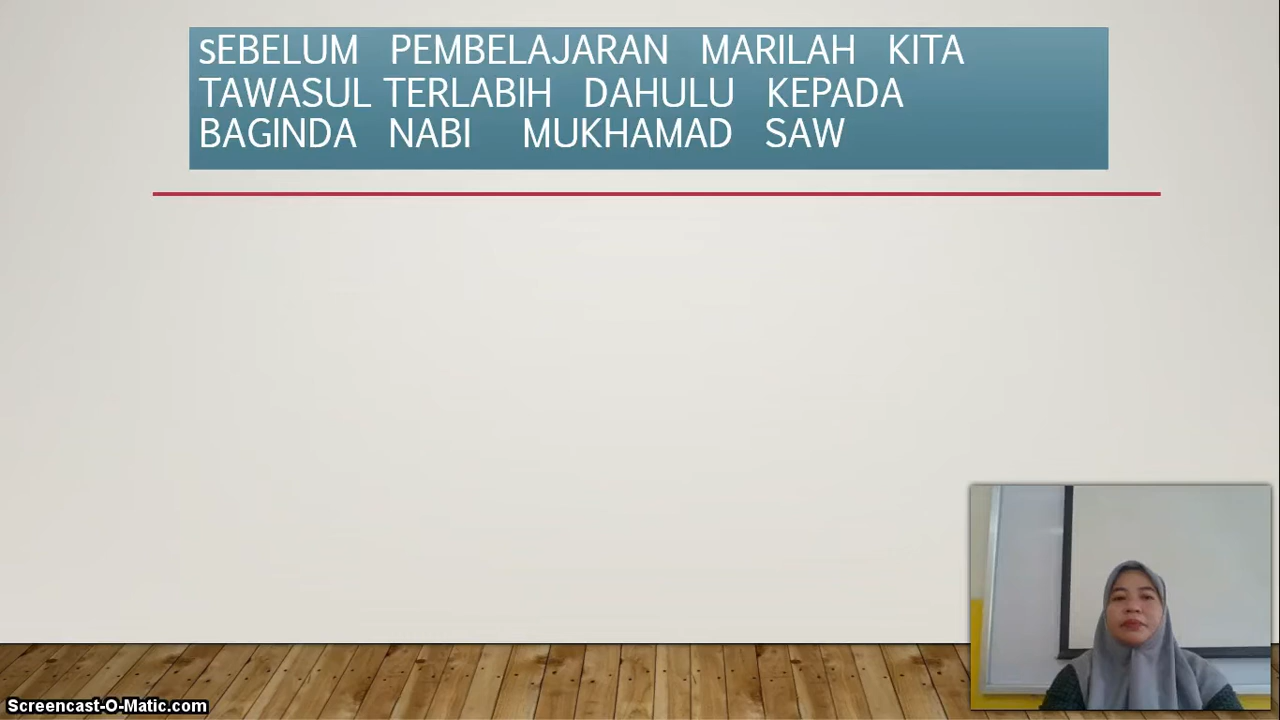 sEBELUM PEMBELAJARAN MARILAH KITA
TAWASUL TERLABIH DAHULU KEPADA
BAGINDA NABI MUKHAMAD SAW
Screencast-O-Matic.com